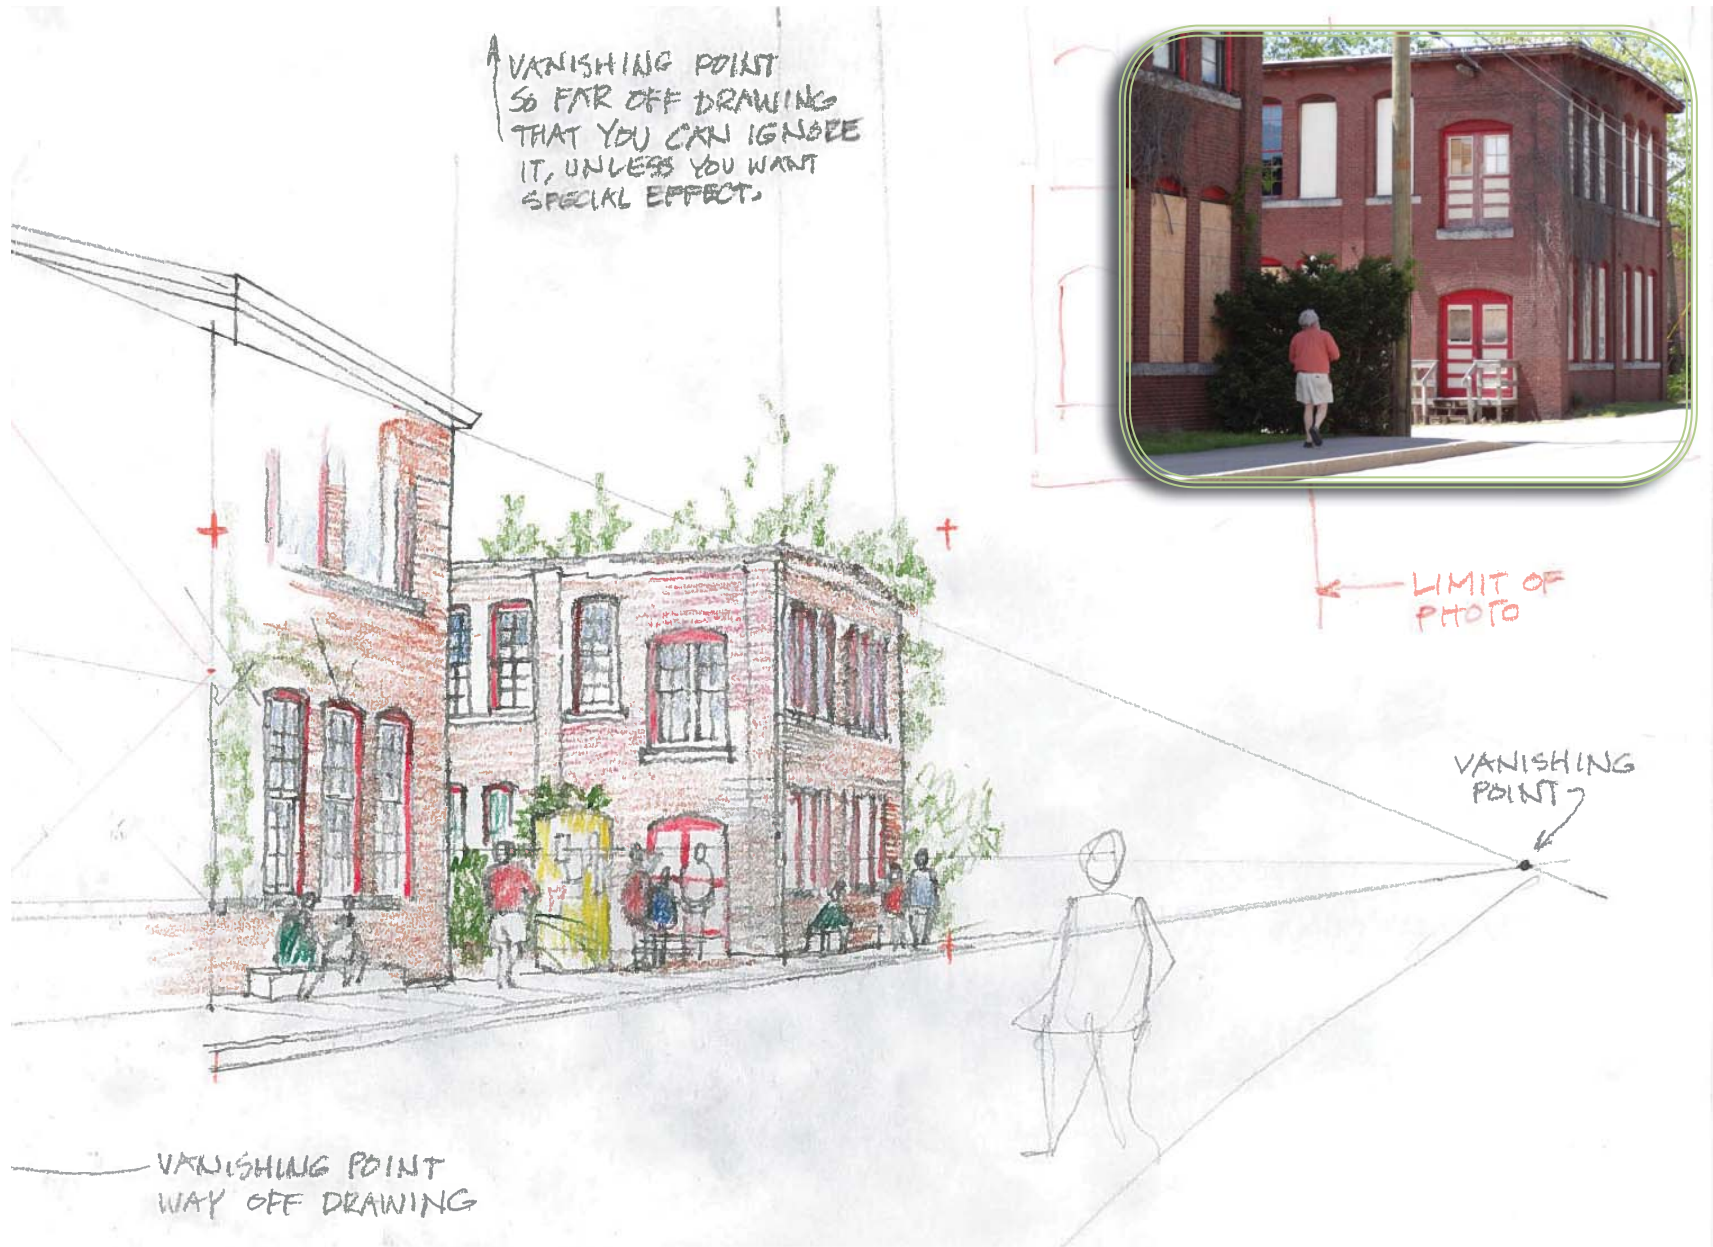 VANISHING POINT
SO FAR OFF DRAWING
THAT YOU CAN IGNORE
IT, UNLESS YOU WANT
SPECIAL EFFECT.
LIMIT OF
PHOTO
VANISHING
POINT
VANISHING POINT
WAY OFF DRAWING